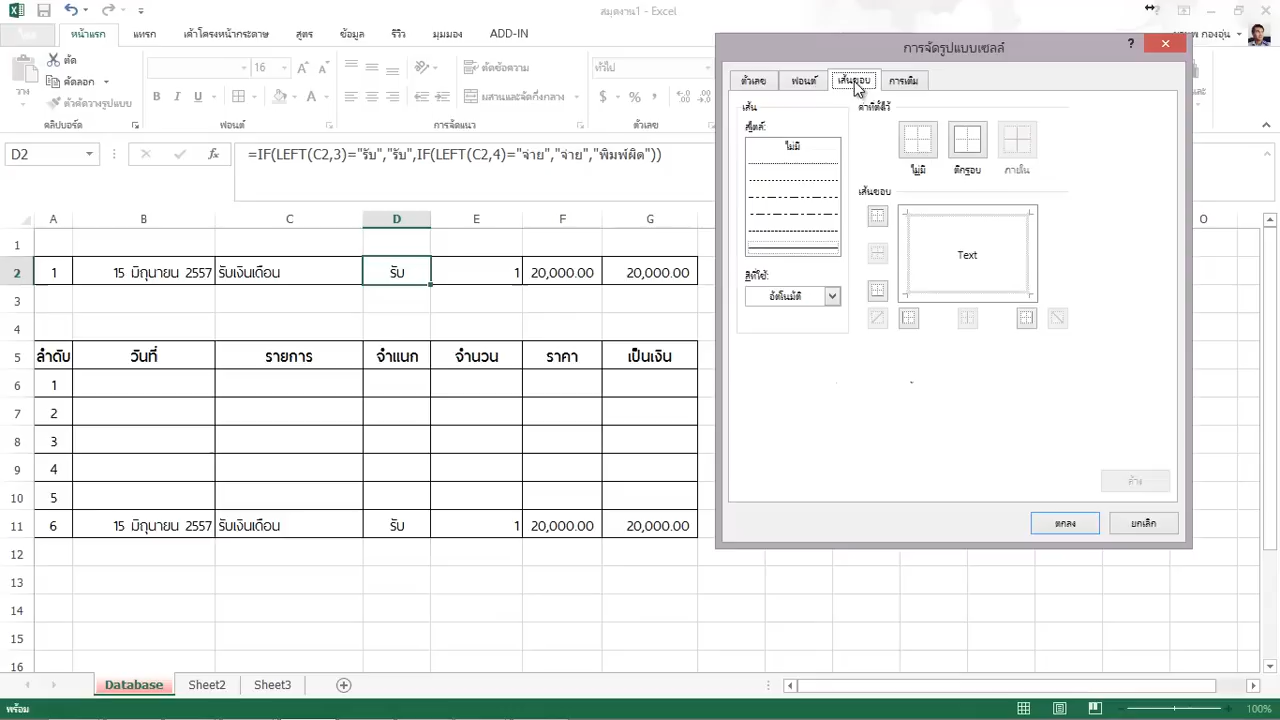 สมุดงาน1 - Excel
หน้าแรก แทรก เค้าโครงหน้ากระดาษ สูตร ข้อมูล รีวิว มุมมอง ADD-IN
วาง
ตัด
คัดลอก
ตัวคัดวางรูปแบบ
16
B I U
ตัดข้อความ
ผสานและจัดกึ่งกลาง
ทั่วไป
$ % ,
คลิปบอร์ด ฟอนต์ การจัดแนว ตัวเลข
D2
fx
=IF(LEFT(C2,3)="รับ","รับ",IF(LEFT(C2,4)="จ่าย","จ่าย","พิมพ์ผิด"))
A B C D E F G O
1
2 1 15 มิถุนายน 2557 รับเงินเดือน รับ 1 20,000.00 20,000.00
3
4
5 ลำดับ วันที่ รายการ จำแนก จำนวน ราคา เป็นเงิน
6 1
7 2
8 3
9 4
10 5
11 6 15 มิถุนายน 2557 รับเงินเดือน รับ 1 20,000.00 20,000.00
12
13
14
15
16
Database Sheet2 Sheet3
พร้อม
100%
การจัดรูปแบบเซลล์
?
ตัวเลข ฟอนต์ เส้นขอบ การเติม
เส้น
สไตล์:
ไม่มี
สีที่ใช้:
อัตโนมัติ
ค่าที่ตั้งไว้
ไม่มี ตีกรอบ ภายใน
เส้นขอบ
Text
ล้าง
ตกลง ยกเลิก